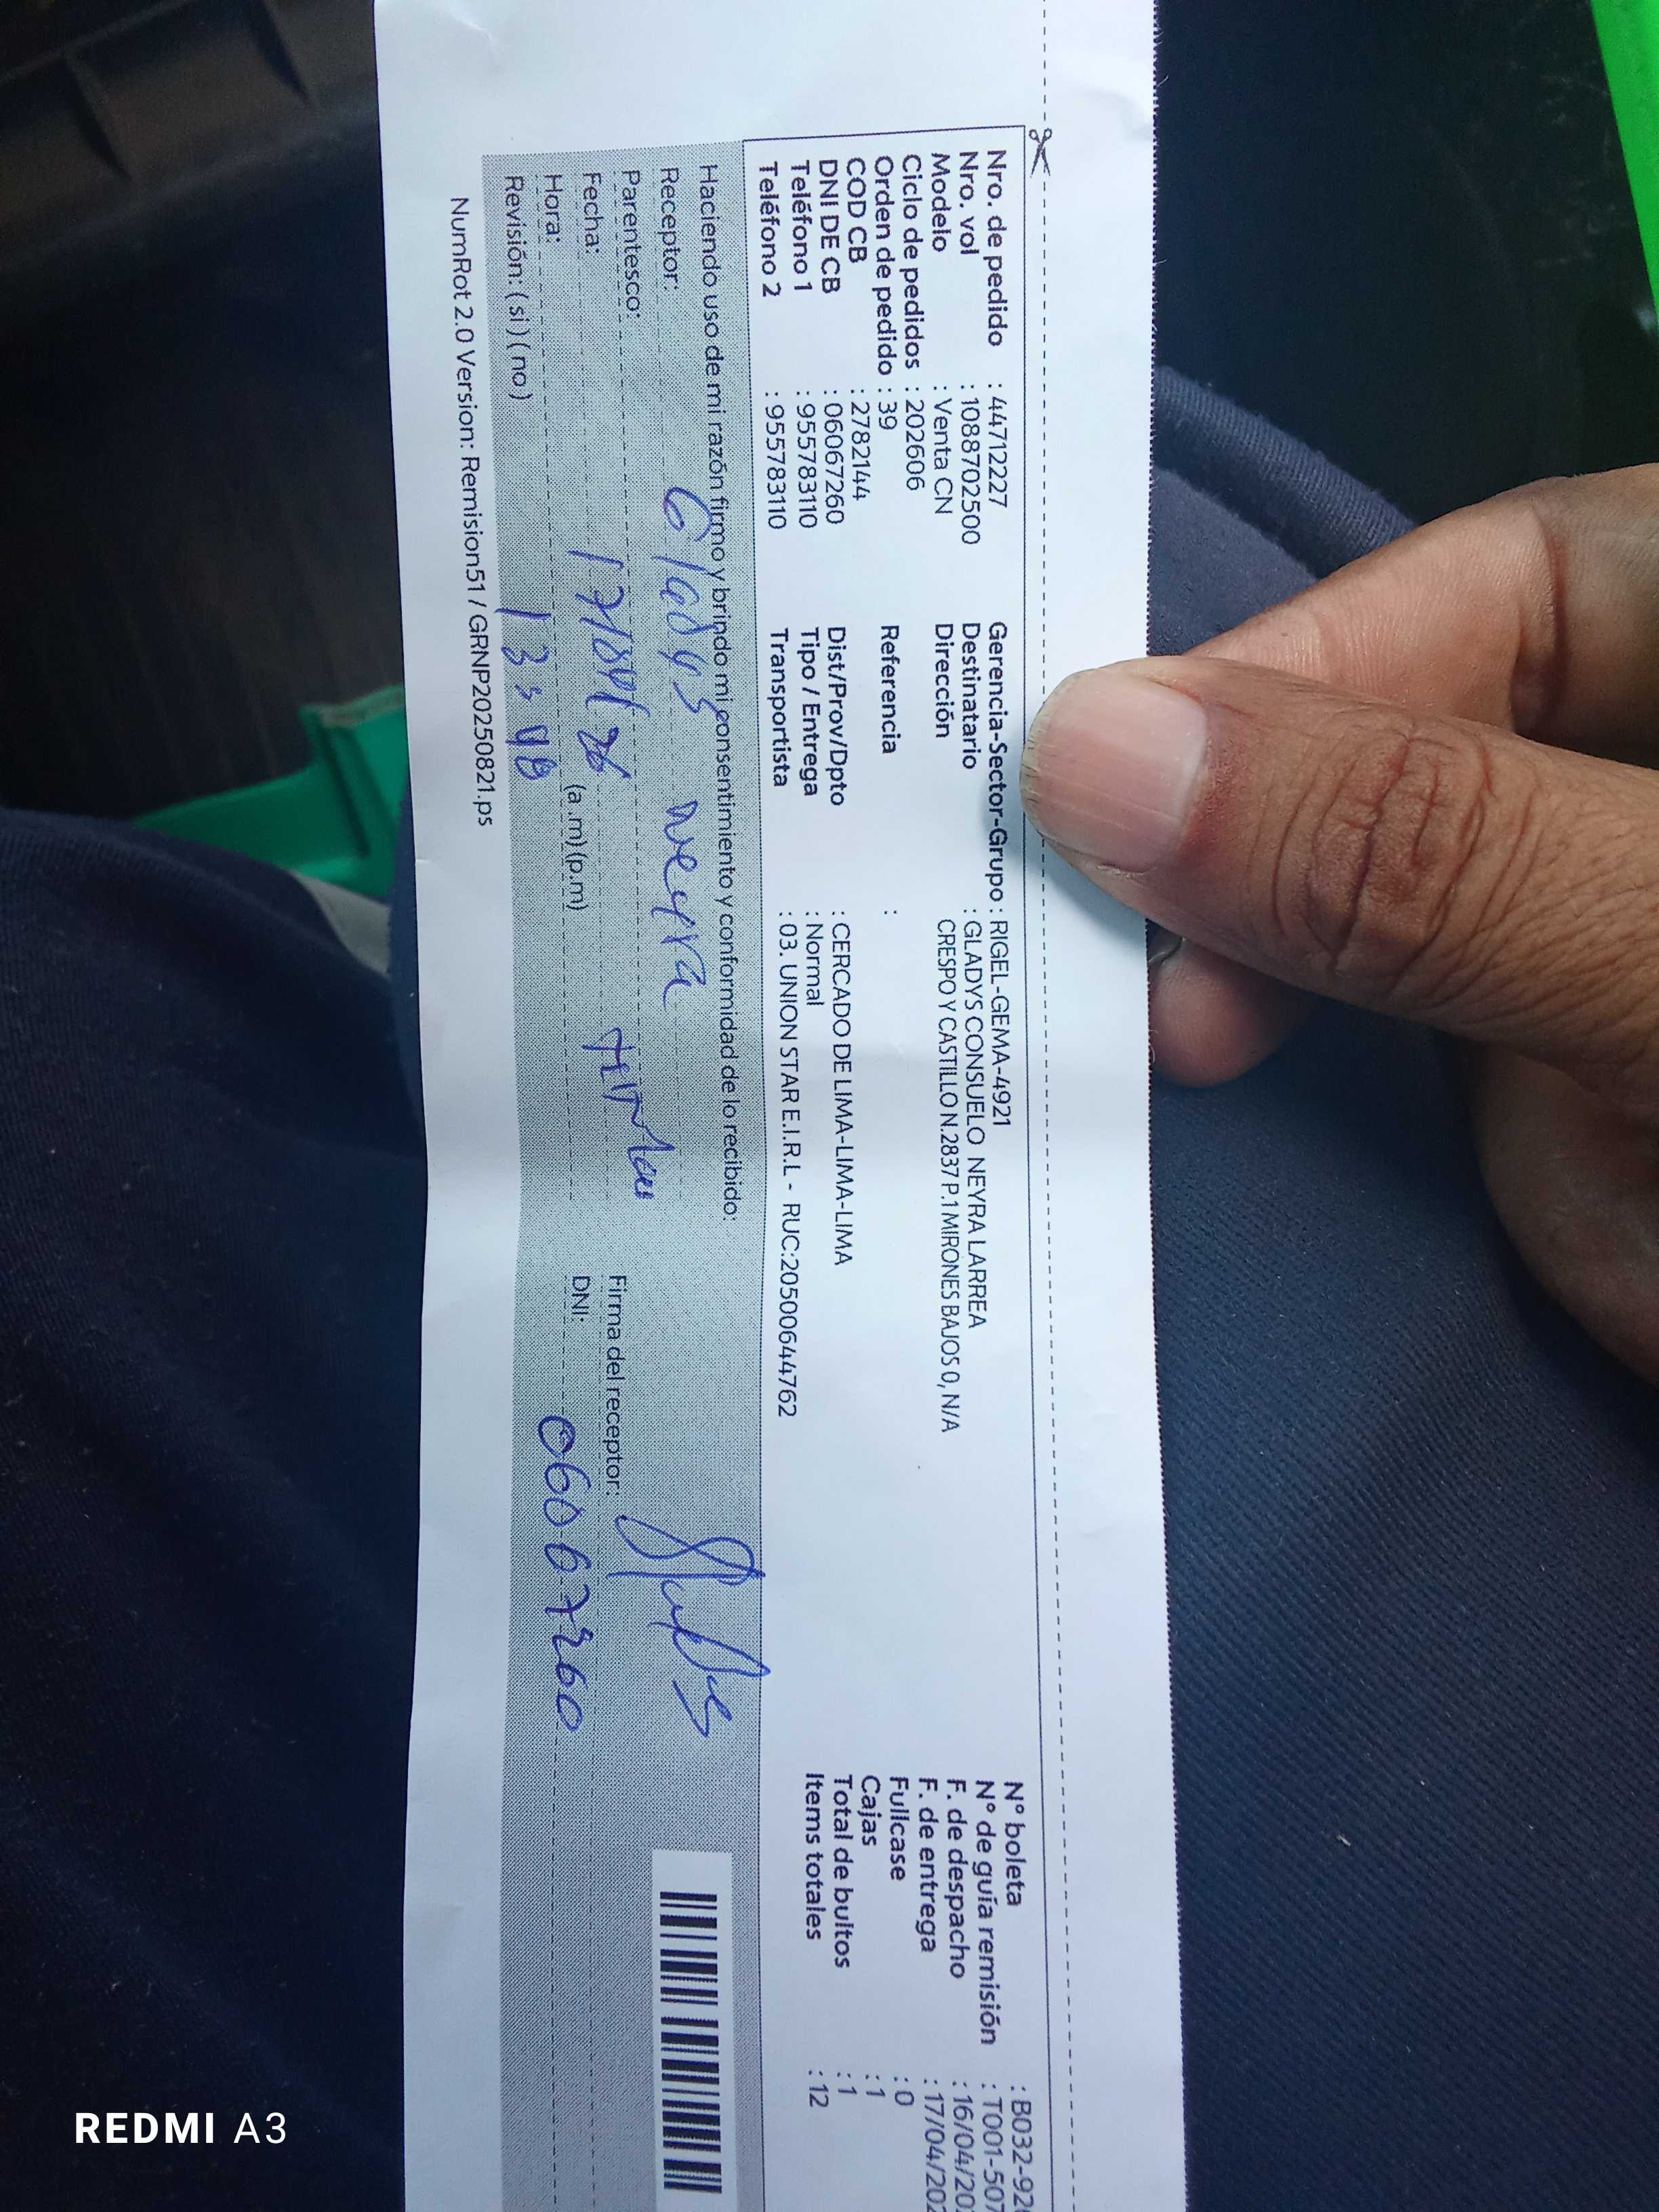 Nro. de pedido : 44712227
Nro. vol : 1088702500
Modelo : Venta CN
Ciclo de pedidos : 202606
Orden de pedido : 39
COD CB : 2782144
DNI DE CB : 06067260
Teléfono 1 : 955783110
Teléfono 2 : 955783110
Gerencia-Sector-Grupo : RIGEL-GEMA-4921
Destinatario : GLADYS CONSUELO NEYRA LARREA
Dirección CRESPO Y CASTILLO N.2837 P.1 MIRONES BAJOS 0, N/A
Referencia :
Dist/Prov/Dpto : CERCADO DE LIMA-LIMA-LIMA
Tipo / Entrega : Normal
Transportista : 03. UNION STAR E.I.R.L - RUC:20500644762
N° boleta : B032-92
N° de guía remisión : T001-507
F. de despacho : 16/04/20
F. de entrega : 17/04/202
Fullcase : 0
Cajas : 1
Total de bultos : 1
Items totales : 12
Haciendo uso de mi razón firmo y brindo mi consentimiento y conformidad de lo recibido:
Receptor: Gladys Neyra
Parentesco: titular
Fecha: 17/04/26
Hora: 13:48 (a.m) (p.m)
Revisión: (si) (no)
Firma del receptor:
DNI: 06067260
NumRot 2.0 Version: Remision51 / GRNP20250821.ps
REDMI A3